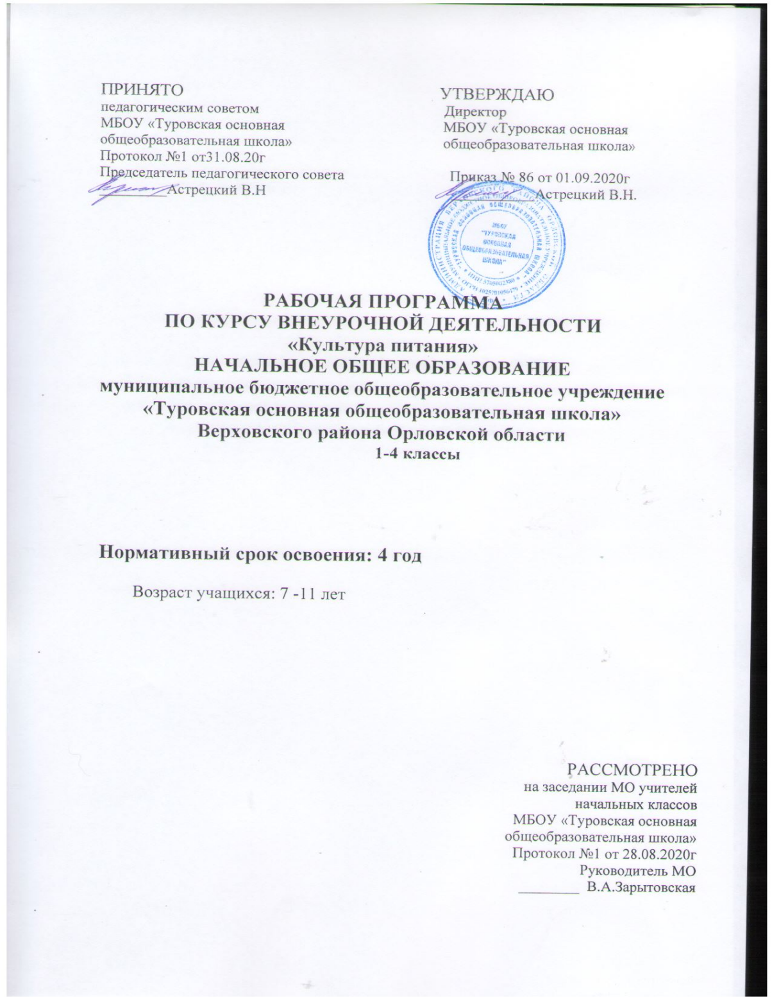 ПРИНЯТО
педагогическим советом
МБОУ «Туровская основная
общеобразовательная школа»
Протокол №1 от31.08.20г
Председатель педагогического совета
_________Астрецкий В.Н
УТВЕРЖДАЮ
Директор
МБОУ «Туровская основная
общеобразовательная школа»
Приказ № 86 от 01.09.2020г
___________Астрецкий В.Н.
МБОУ
"ТУРОВСКАЯ
ОСНОВНАЯ
ОБЩЕОБРАЗОВАТЕЛЬНАЯ
ШКОЛА"
РАБОЧАЯ ПРОГРАММА
ПО КУРСУ ВНЕУРОЧНОЙ ДЕЯТЕЛЬНОСТИ
«Культура питания»
НАЧАЛЬНОЕ ОБЩЕЕ ОБРАЗОВАНИЕ
муниципальное бюджетное общеобразовательное учреждение
«Туровская основная общеобразовательная школа»
Верховского района Орловской области
1-4 классы
Нормативный срок освоения: 4 год
Возраст учащихся: 7 -11 лет
РАССМОТРЕНО
на заседании МО учителей
начальных классов
МБОУ «Туровская основная
общеобразовательная школа»
Протокол №1 от 28.08.2020г
Руководитель МО
________ В.А.Зарытовская